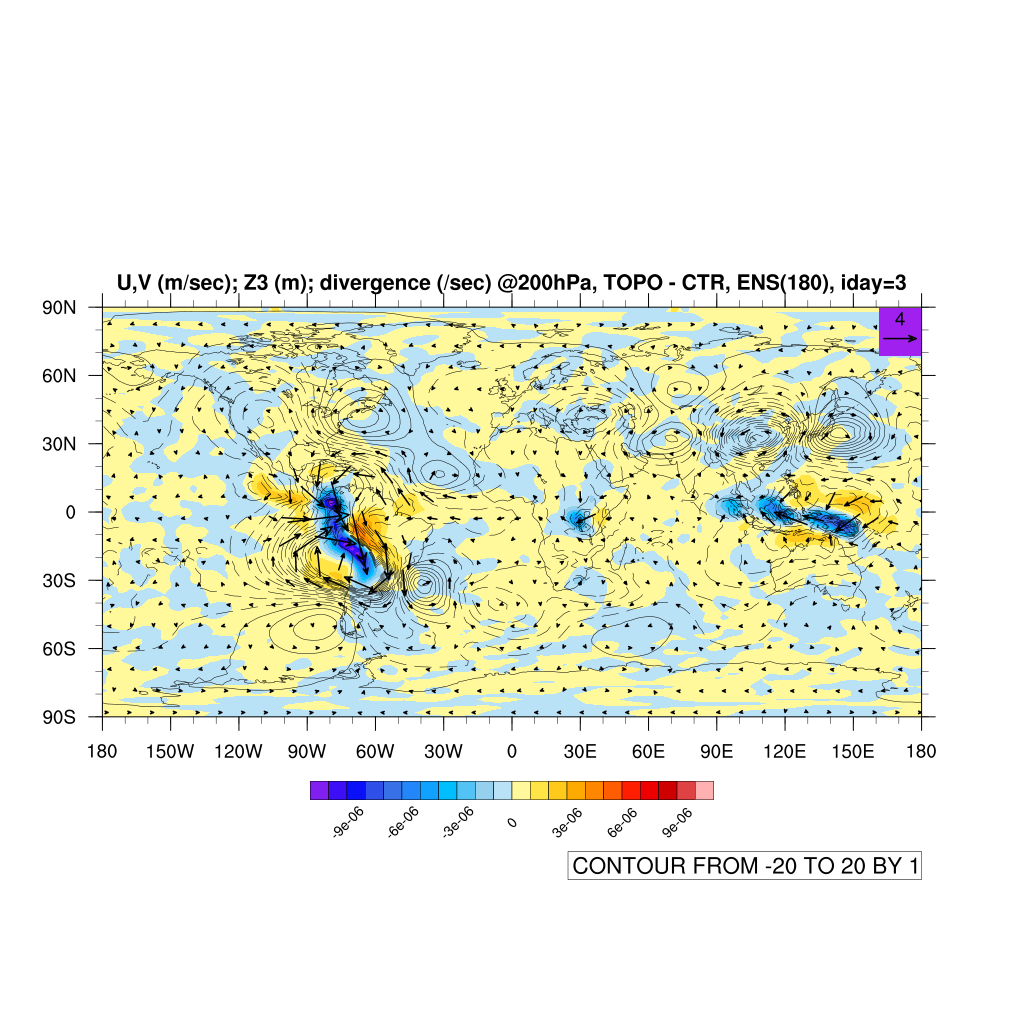 U,V (m/sec); Z3 (m); divergence (/sec) @200hPa, TOPO - CTR, ENS(180), iday=3
4
90N
60N
30N
0
30S
60S
90S
180 150W 120W 90W 60W 30W 0 30E 60E 90E 120E 150E 180
-9e-06 -6e-06 -3e-06 0 3e-06 6e-06 9e-06
CONTOUR FROM -20 TO 20 BY 1